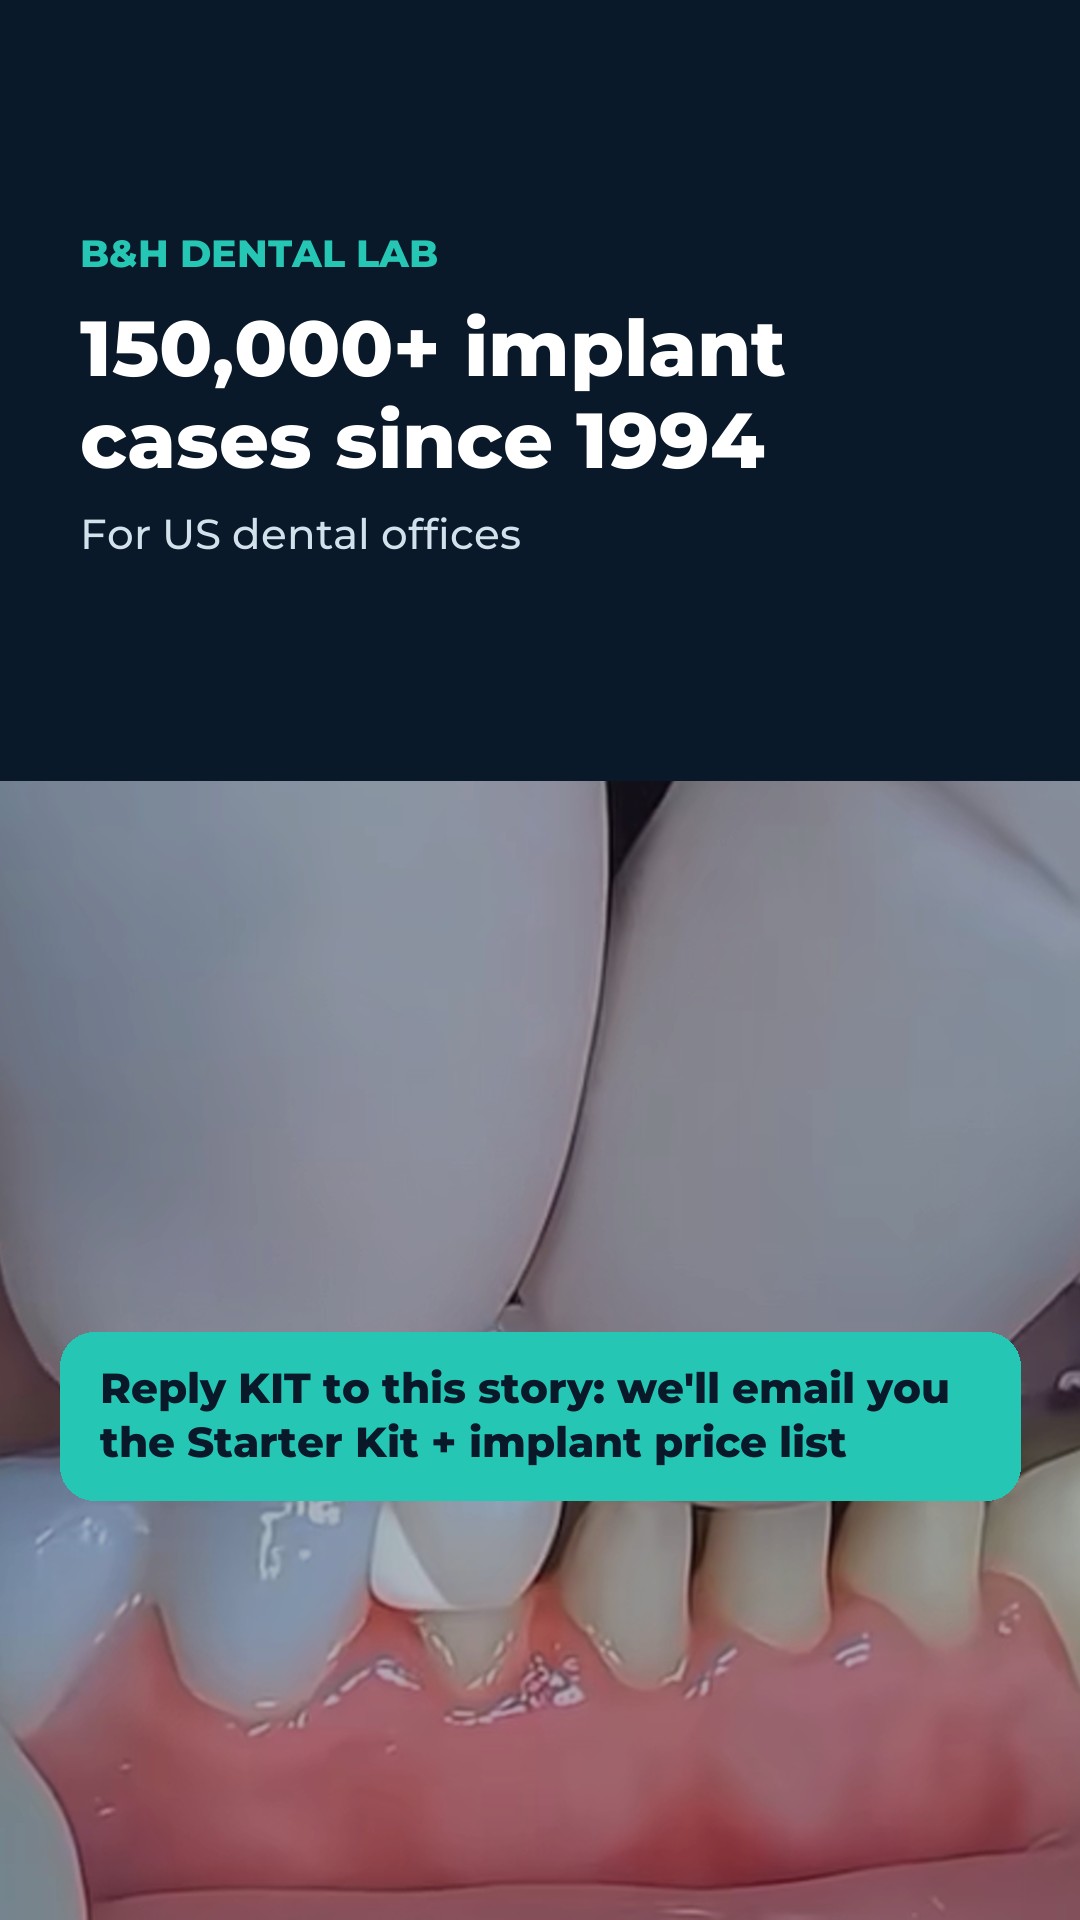 B&H DENTAL LAB
150,000+ implant
cases since 1994
For US dental offices
Reply KIT to this story: we'll email you
the Starter Kit + implant price list